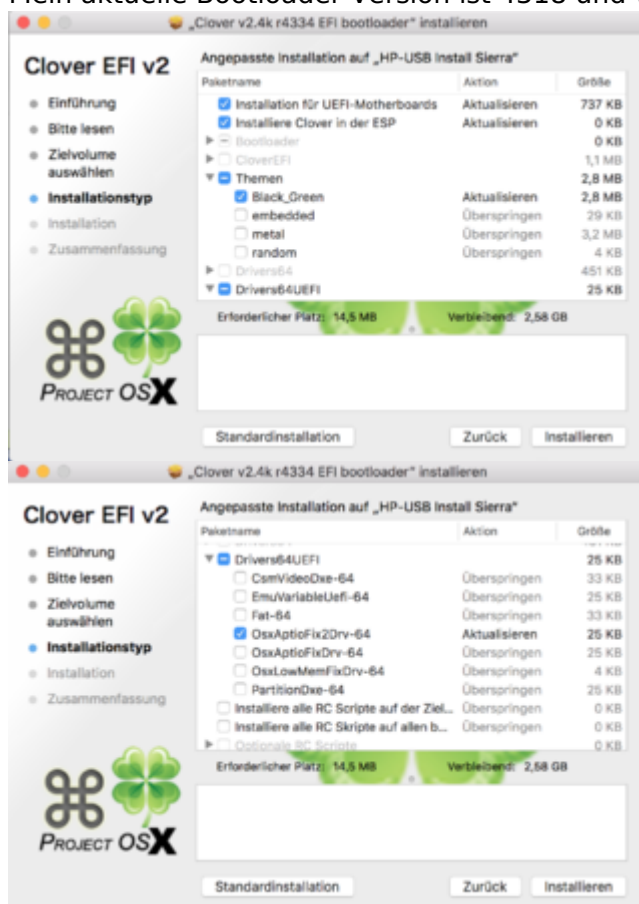 Mein aktuelle Bootloader Version ist 4318 und
„Clover v2.4k r4334 EFI bootloader“ installieren
Clover EFI v2
Angepasste Installation auf „HP-USB Install Sierra“
Paketname Aktion Größe
Einführung
Bitte lesen
Zielvolume auswählen
Installationstyp
Installation
Zusammenfassung
Installation für UEFI-Motherboards Aktualisieren 737 KB
Installiere Clover in der ESP Aktualisieren 0 KB
Bootloader 0 KB
CloverEFI 1,1 MB
Themen 2,8 MB
Black_Green Aktualisieren 2,8 MB
embedded Überspringen 29 KB
metal Überspringen 3,2 MB
random Überspringen 4 KB
Drivers64 451 KB
Drivers64UEFI 25 KB
Erforderlicher Platz: 14,5 MB Verbleibend: 2,58 GB
PROJECT OSX
Standardinstallation Zurück Installieren
„Clover v2.4k r4334 EFI bootloader“ installieren
Clover EFI v2
Angepasste Installation auf „HP-USB Install Sierra“
Paketname Aktion Größe
Einführung
Bitte lesen
Zielvolume auswählen
Installationstyp
Installation
Zusammenfassung
Drivers64UEFI 25 KB
CsmVideoDxe-64 Überspringen 33 KB
EmuVariableUefi-64 Überspringen 25 KB
Fat-64 Überspringen 33 KB
OsxAptioFix2Drv-64 Aktualisieren 25 KB
OsxAptioFixDrv-64 Überspringen 25 KB
OsxLowMemFixDrv-64 Überspringen 4 KB
PartitionDxe-64 Überspringen 25 KB
Installiere alle RC Scripte auf der Ziel... Überspringen 0 KB
Installiere alle RC Skripte auf allen b... Überspringen 0 KB
Optionale RC Scripte 0 KB
Erforderlicher Platz: 14,5 MB Verbleibend: 2,58 GB
PROJECT OSX
Standardinstallation Zurück Installieren